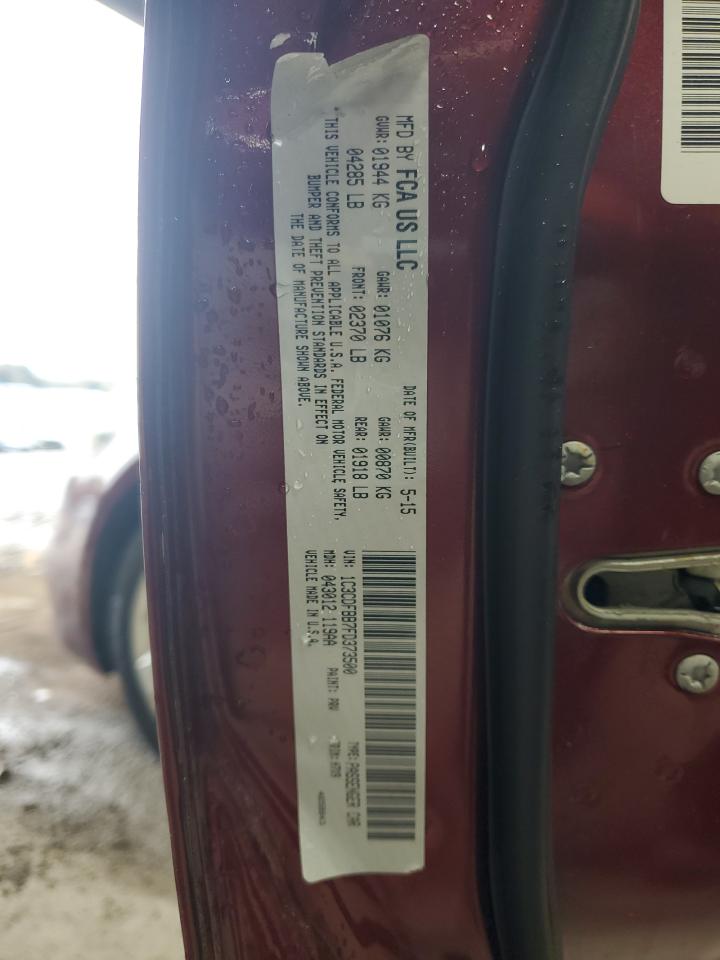 MFD BY FCA US LLC
DATE OF MFR(BUILT): 5-15
GVWR: 01944 KG
GAWR: 01076 KG
GAWR: 00870 KG
04285 LB
FRONT: 02370 LB
REAR: 01918 LB
* THIS VEHICLE CONFORMS TO ALL APPLICABLE U.S.A. FEDERAL MOTOR VEHICLE SAFETY,
BUMPER AND THEFT PREVENTION STANDARDS IN EFFECT ON
THE DATE OF MANUFACTURE SHOWN ABOVE.
VIN: 1C3CDFBB7FD373500
TYPE: PASSENGER CAR
MDH: 043012 119AA
PAINT: PRV
VEHICLE MADE IN U.S.A.
TRIM: